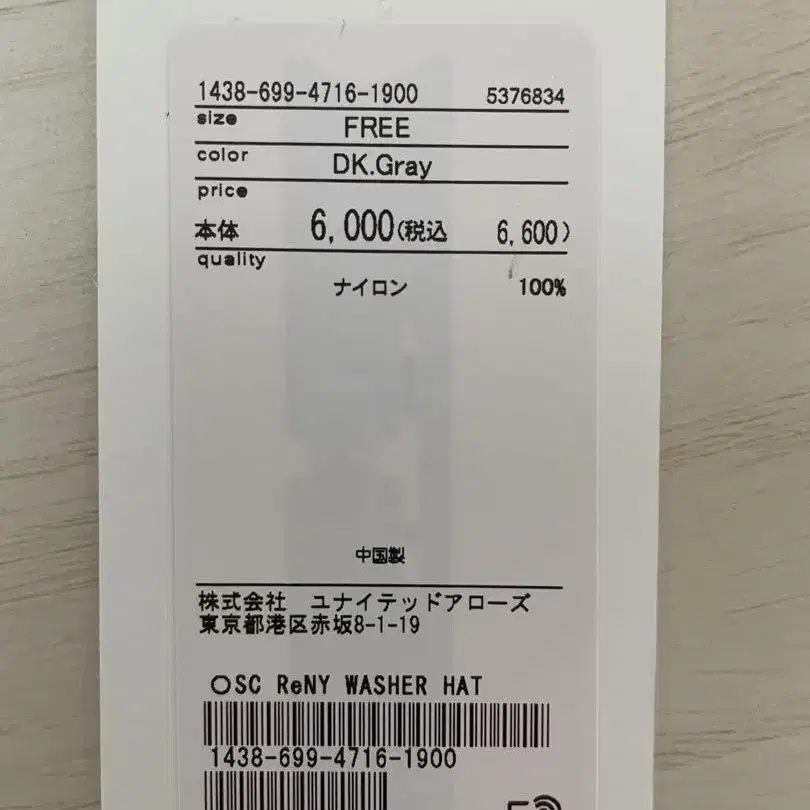 1438-699-4716-1900 5376834
size FREE
color DK.Gray
price
本体 6,000(税込 6,600)
quality
ナイロン 100%
中国製
株式会社 ユナイテッドアローズ
東京都港区赤坂8-1-19
○SC ReNY WASHER HAT
1438-699-4716-1900